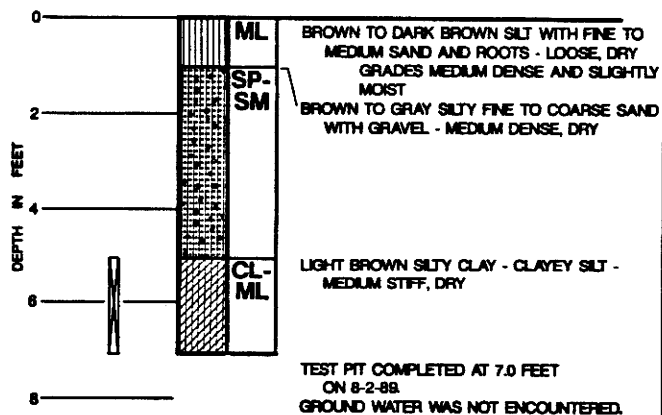 0
2
4
6
8
DEPTH IN FEET
ML
SP-
SM
CL-
ML
BROWN TO DARK BROWN SILT WITH FINE TO
MEDIUM SAND AND ROOTS - LOOSE, DRY
GRADES MEDIUM DENSE AND SLIGHTLY
MOIST
BROWN TO GRAY SILTY FINE TO COARSE SAND
WITH GRAVEL - MEDIUM DENSE, DRY
LIGHT BROWN SILTY CLAY - CLAYEY SILT -
MEDIUM STIFF, DRY
TEST PIT COMPLETED AT 7.0 FEET
ON 8-2-89.
GROUND WATER WAS NOT ENCOUNTERED.